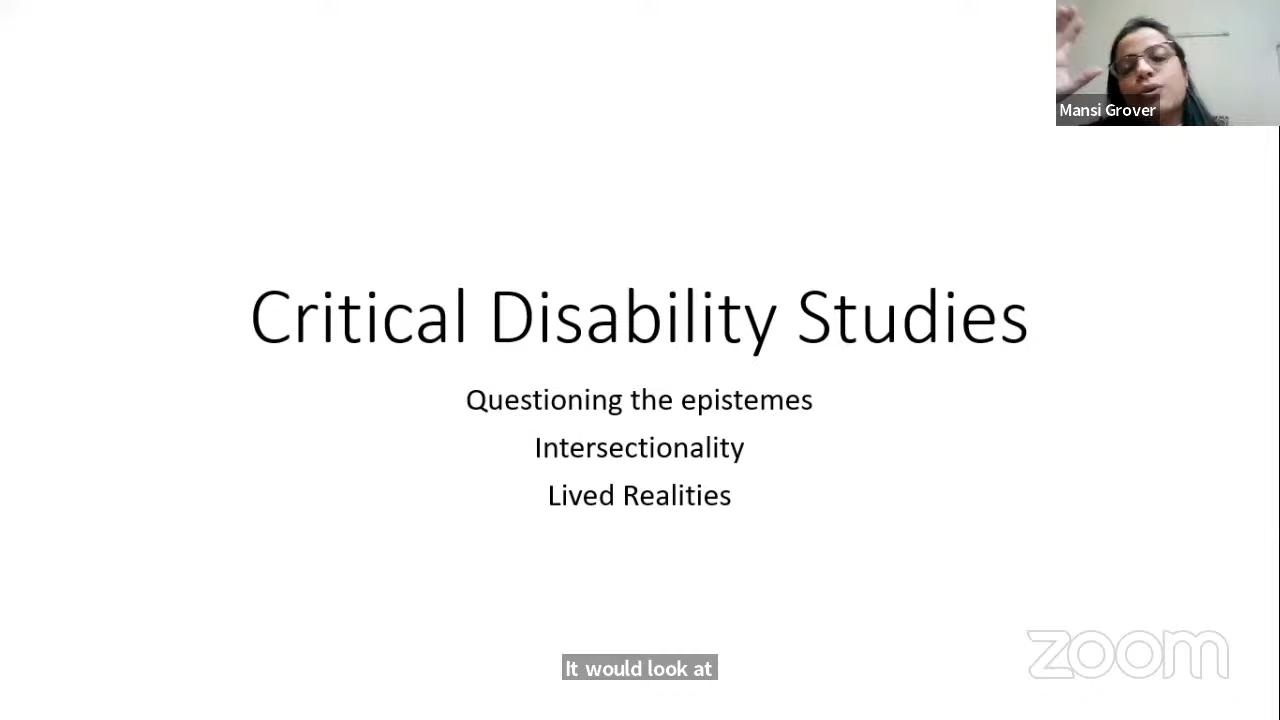 Mansi Grover
Critical Disability Studies
Questioning the epistemes
Intersectionality
Lived Realities
It would look at
zoom